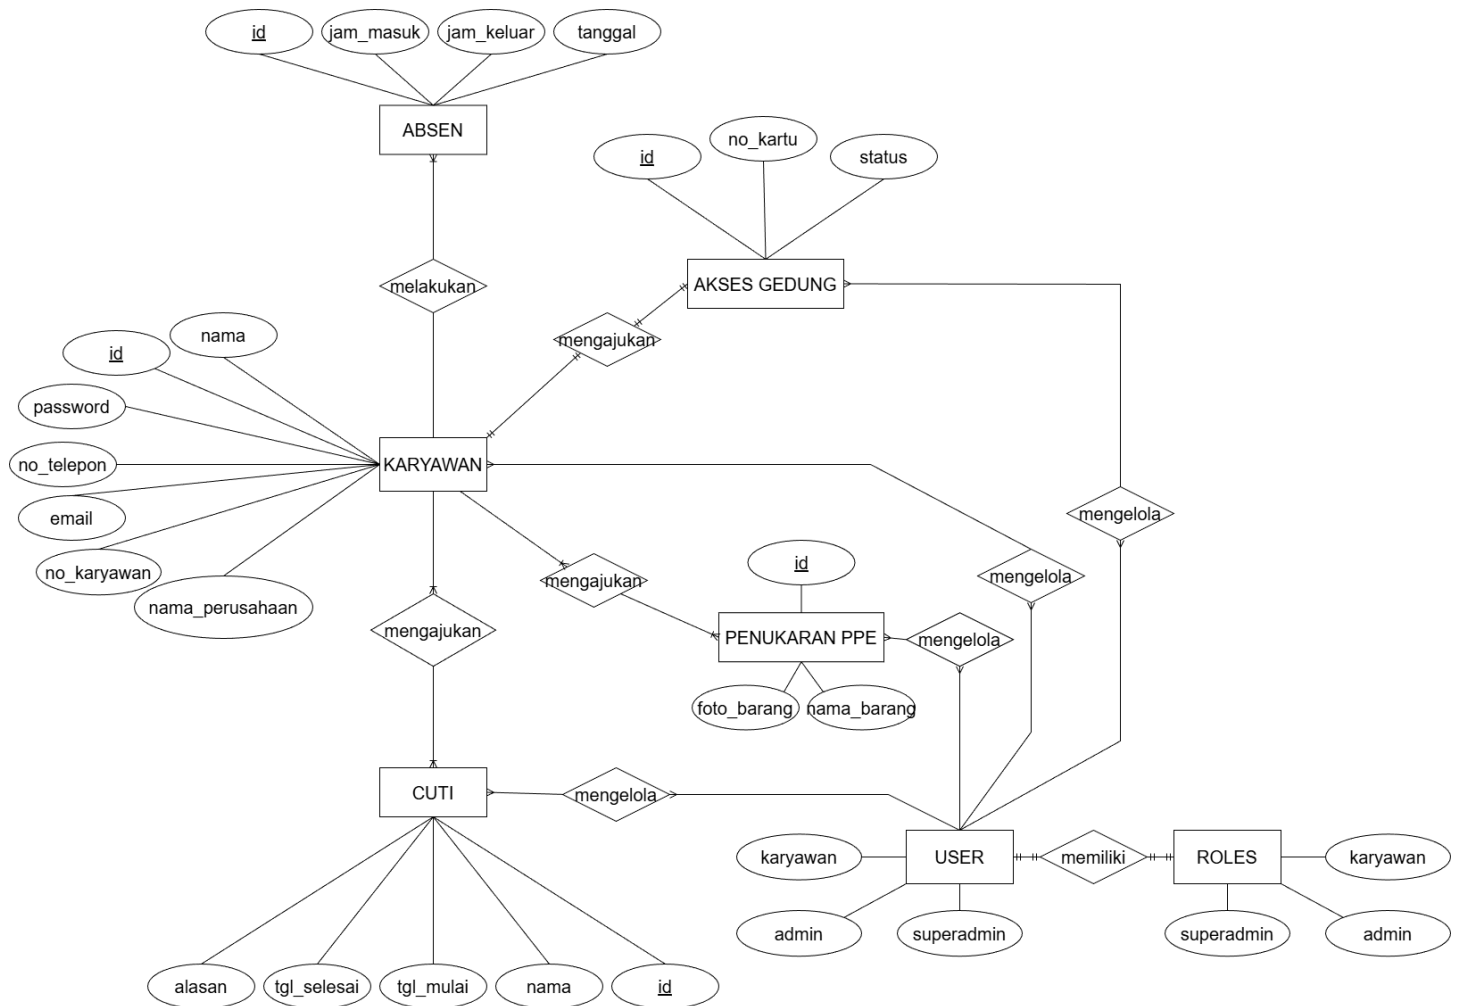 id
jam_masuk
jam_keluar
tanggal
ABSEN
id
no_kartu
status
AKSES GEDUNG
melakukan
mengajukan
nama
id
password
no_telepon
email
no_karyawan
nama_perusahaan
KARYAWAN
mengelola
mengelola
mengajukan
id
PENUKARAN PPE
mengelola
foto_barang
nama_barang
mengajukan
CUTI
mengelola
alasan
tgl_selesai
tgl_mulai
nama
id
karyawan
USER
memiliki
ROLES
karyawan
admin
superadmin
superadmin
admin